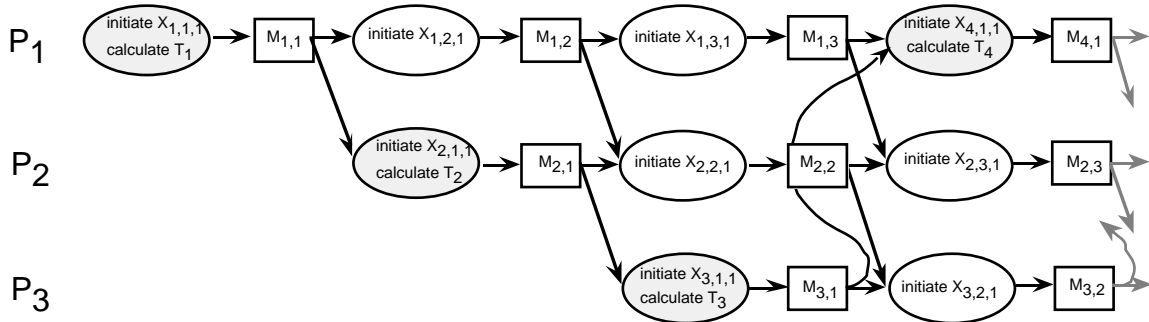 P1
initiate X1,1,1
calculate T1
M1,1
initiate X1,2,1
M1,2
initiate X1,3,1
M1,3
initiate X4,1,1
calculate T4
M4,1
P2
initiate X2,1,1
calculate T2
M2,1
initiate X2,2,1
M2,2
initiate X2,3,1
M2,3
P3
initiate X3,1,1
calculate T3
M3,1
initiate X3,2,1
M3,2